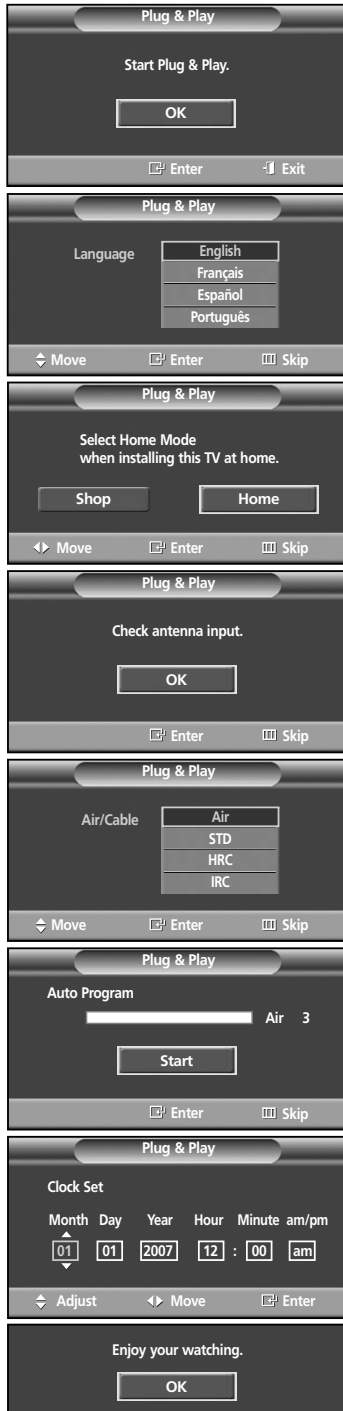 Plug & Play
Start Plug & Play.
OK
Enter Exit
Plug & Play
Language English
Français
Español
Português
Move Enter Skip
Plug & Play
Select Home Mode
when installing this TV at home.
Shop Home
Move Enter Skip
Plug & Play
Check antenna input.
OK
Enter Skip
Plug & Play
Air/Cable Air
STD
HRC
IRC
Move Enter Skip
Plug & Play
Auto Program
Air 3
Start
Enter Skip
Plug & Play
Clock Set
Month Day Year Hour Minute am/pm
01 01 2007 12 : 00 am
Adjust Move Enter
Enjoy your watching.
OK